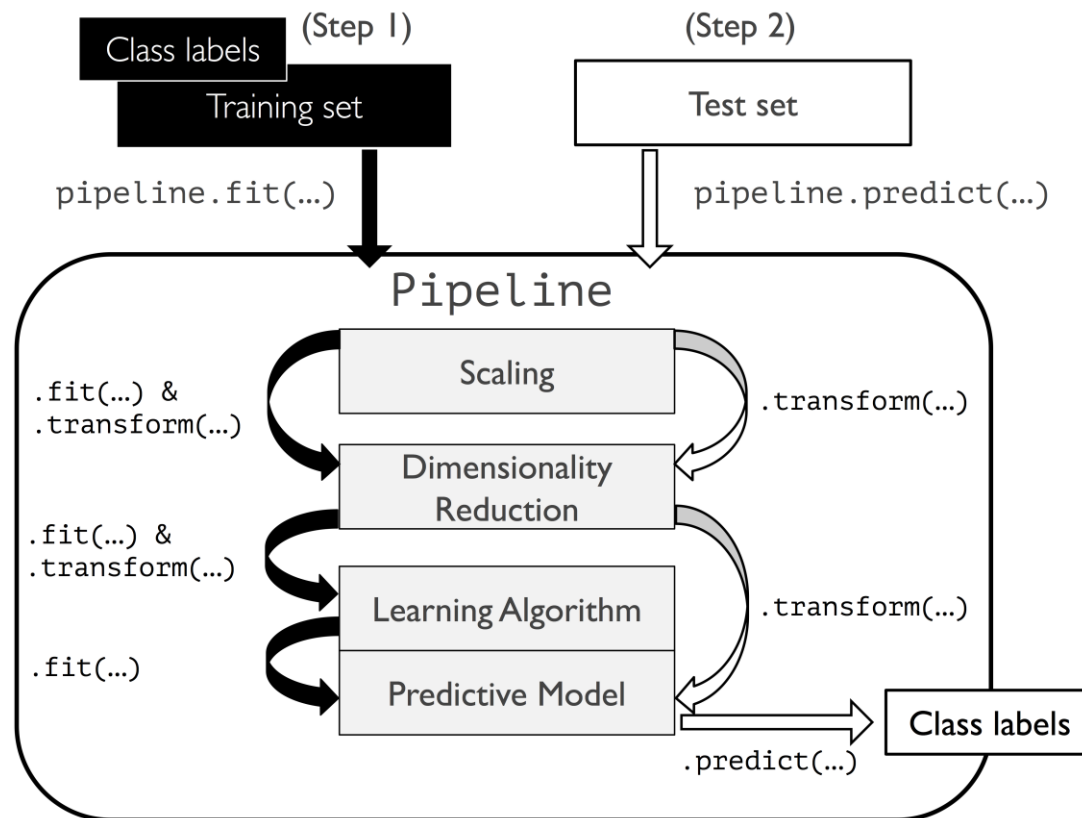 (Step 1)
(Step 2)
Class labels
Training set
Test set
pipeline.fit(…)
pipeline.predict(…)
Pipeline
Scaling
.fit(…) &
.transform(…)
.transform(…)
Dimensionality
Reduction
.fit(…) &
.transform(…)
Learning Algorithm
.transform(…)
.fit(…)
Predictive Model
Class labels
.predict(…)